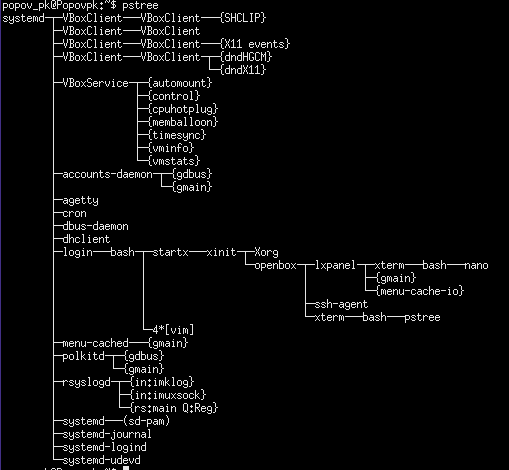 popov_pk@Popovpk:~$ pstree
systemd─┬─VBoxClient───VBoxClient───{SHCLIP}
        ├─VBoxClient───VBoxClient
        ├─VBoxClient───VBoxClient───{X11 events}
        ├─VBoxClient───VBoxClient─┬─{dndHGCM}
        │                         └─{dndX11}
        ├─VBoxService─┬─{automount}
        │             ├─{control}
        │             ├─{cpuhotplug}
        │             ├─{memballoon}
        │             ├─{timesync}
        │             ├─{vminfo}
        │             └─{vmstats}
        ├─accounts-daemon─┬─{gdbus}
        │                 └─{gmain}
        ├─agetty
        ├─cron
        ├─dbus-daemon
        ├─dhclient
        ├─login───bash─┬─startx───xinit─┬─Xorg
        │              │                └─openbox─┬─lxpanel─┬─xterm───bash───nano
        │              │                          │         ├─{gmain}
        │              │                          │         └─{menu-cache-io}
        │              │                          ├─ssh-agent
        │              │                          └─xterm───bash───pstree
        │              └─4*[vim]
        ├─menu-cached───{gmain}
        ├─polkitd─┬─{gdbus}
        │         └─{gmain}
        ├─rsyslogd─┬─{in:imklog}
        │          ├─{in:imuxsock}
        │          └─{rs:main Q:Reg}
        ├─systemd───(sd-pam)
        ├─systemd-journal
        ├─systemd-logind
        └─systemd-udevd